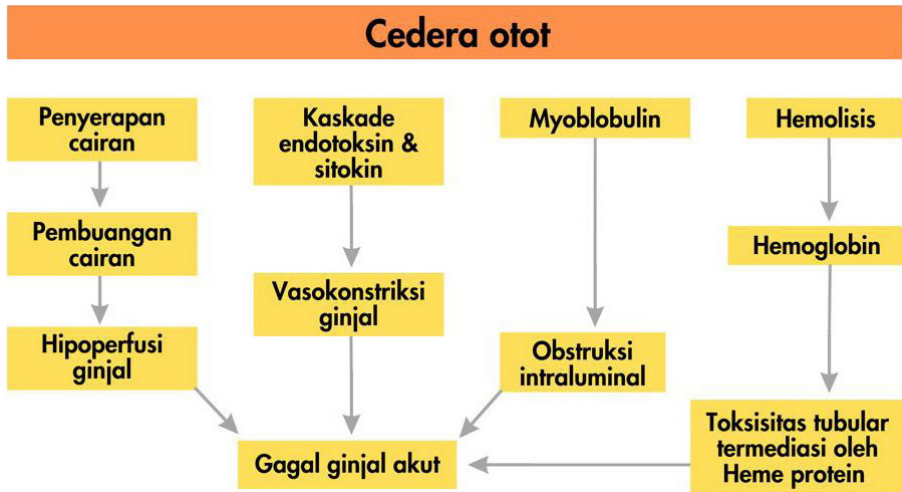 Cedera otot
Penyerapan
cairan
Kaskade
endotoksin &
sitokin
Myoblobulin
Hemolisis
Pembuangan
cairan
Hemoglobin
Vasokonstriksi
ginjal
Hipoperfusi
ginjal
Obstruksi
intraluminal
Gagal ginjal akut
Toksisitas tubular
termediasi oleh
Heme protein